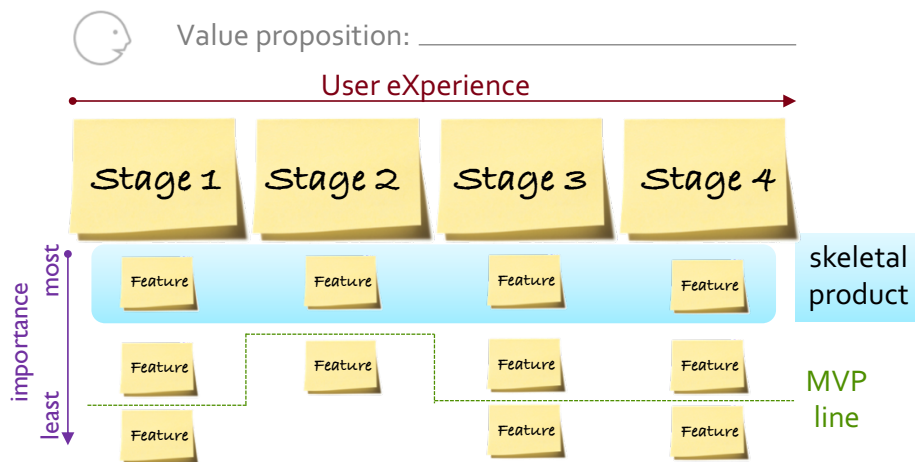 Value proposition: ____________________
User eXperience
Stage 1 Stage 2 Stage 3 Stage 4
most
importance
least
skeletal
product
Feature Feature Feature Feature
Feature Feature Feature Feature
MVP
line
Feature Feature Feature